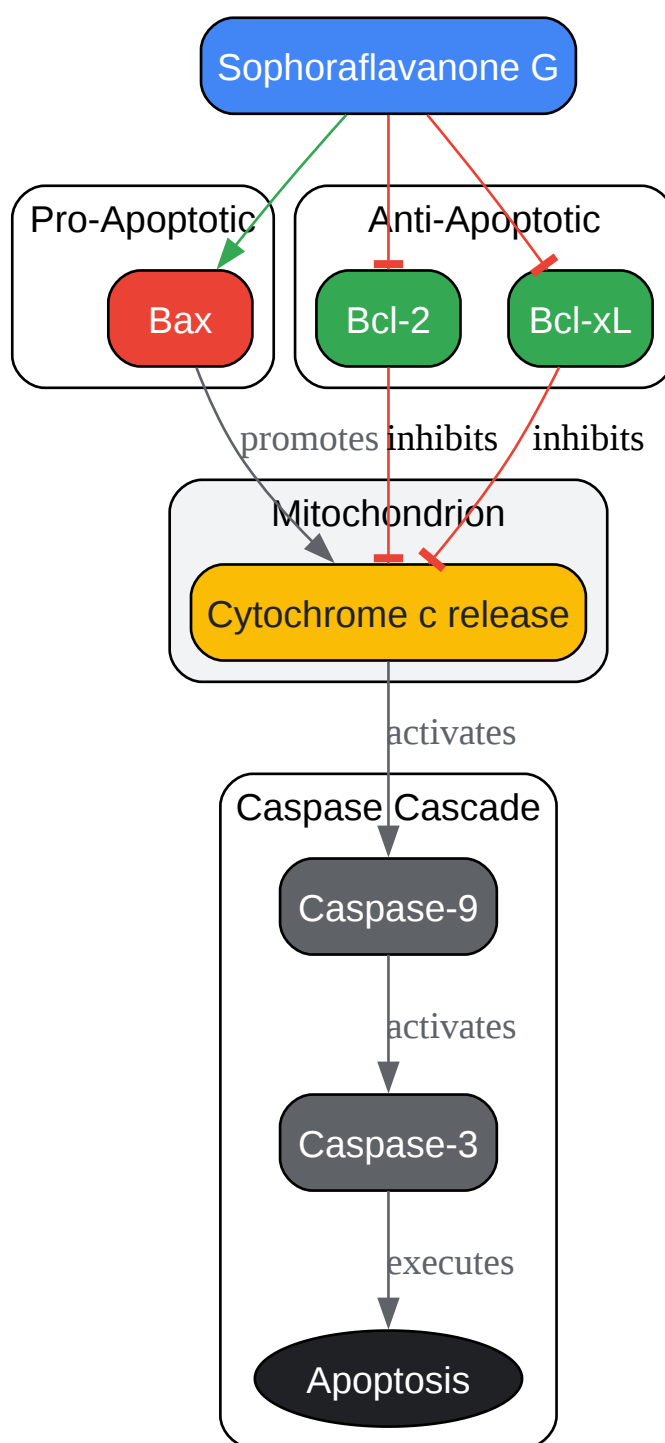 Sophoraflavanone G
Pro-Apoptotic
Anti-Apoptotic
Bax
Bcl-2
Bcl-xL
promotes
inhibits
inhibits
Mitochondrion
Cytochrome c release
activates
Caspase Cascade
Caspase-9
activates
Caspase-3
executes
Apoptosis